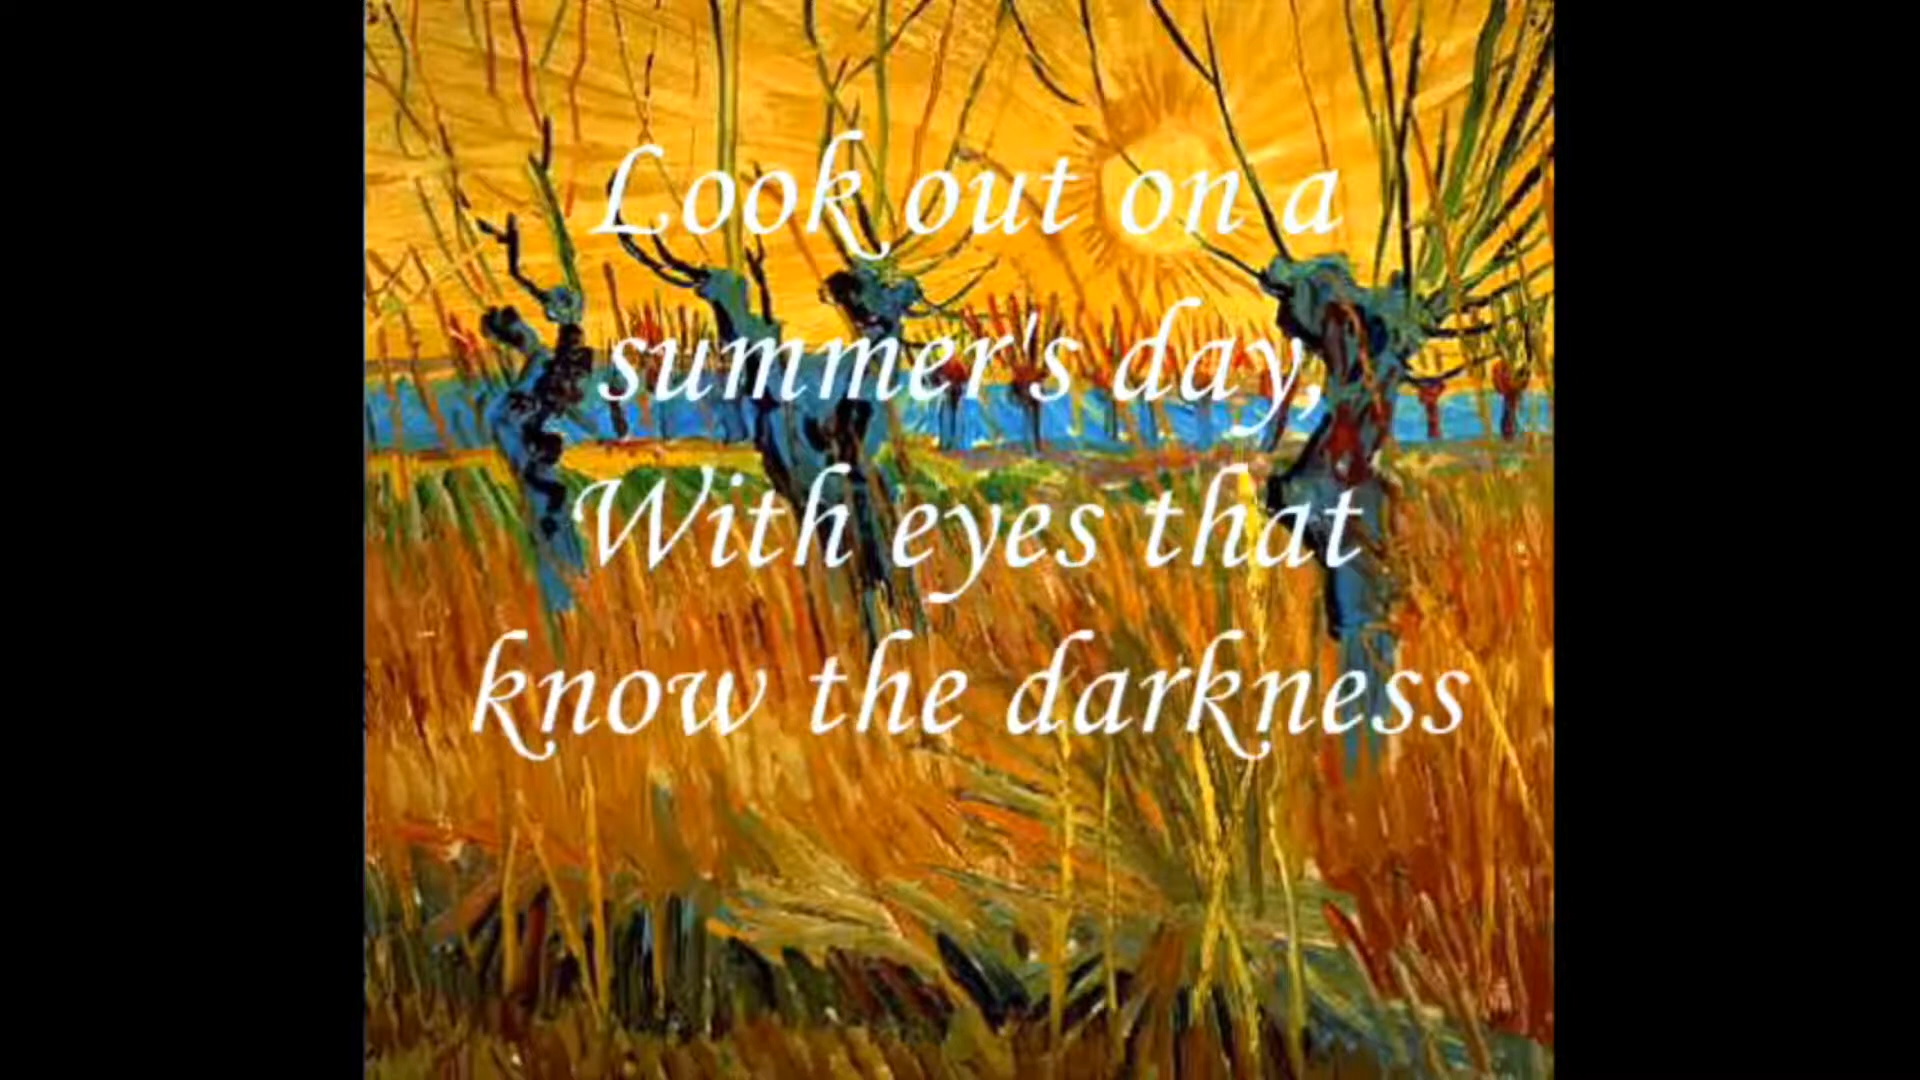 Look out on a
summer's day,
With eyes that
know the darkness